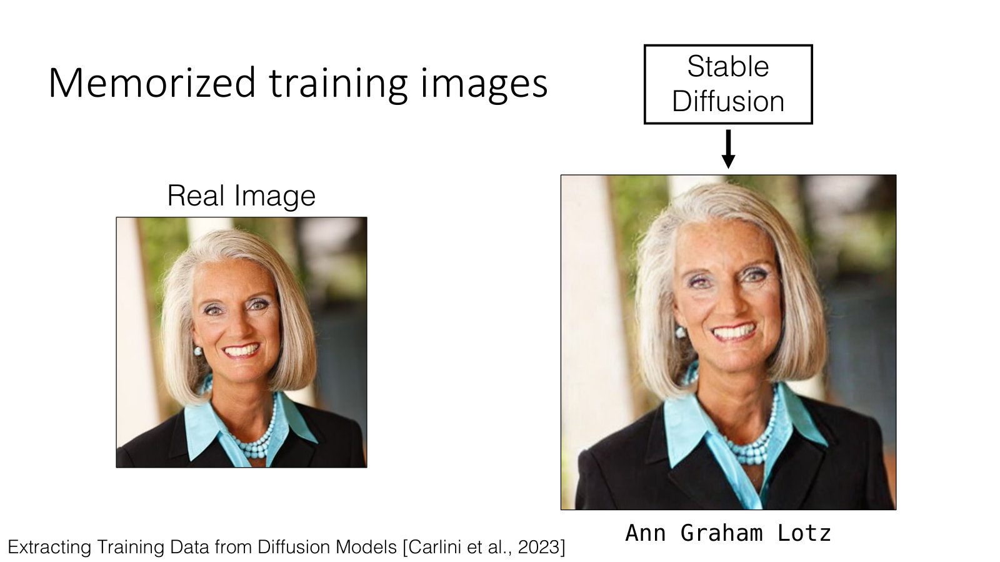 Memorized training images
Stable
Diffusion
Real Image
Ann Graham Lotz
Extracting Training Data from Diffusion Models [Carlini et al., 2023]